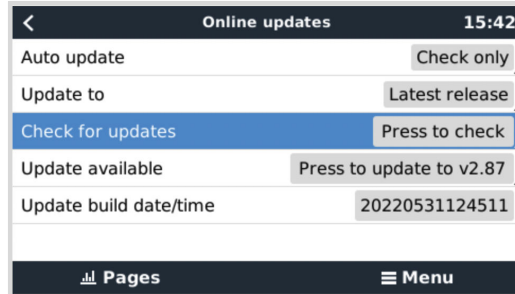 Online updates 15:42
Auto update Check only
Update to Latest release
Check for updates Press to check
Update available Press to update to v2.87
Update build date/time 20220531124511
Pages Menu